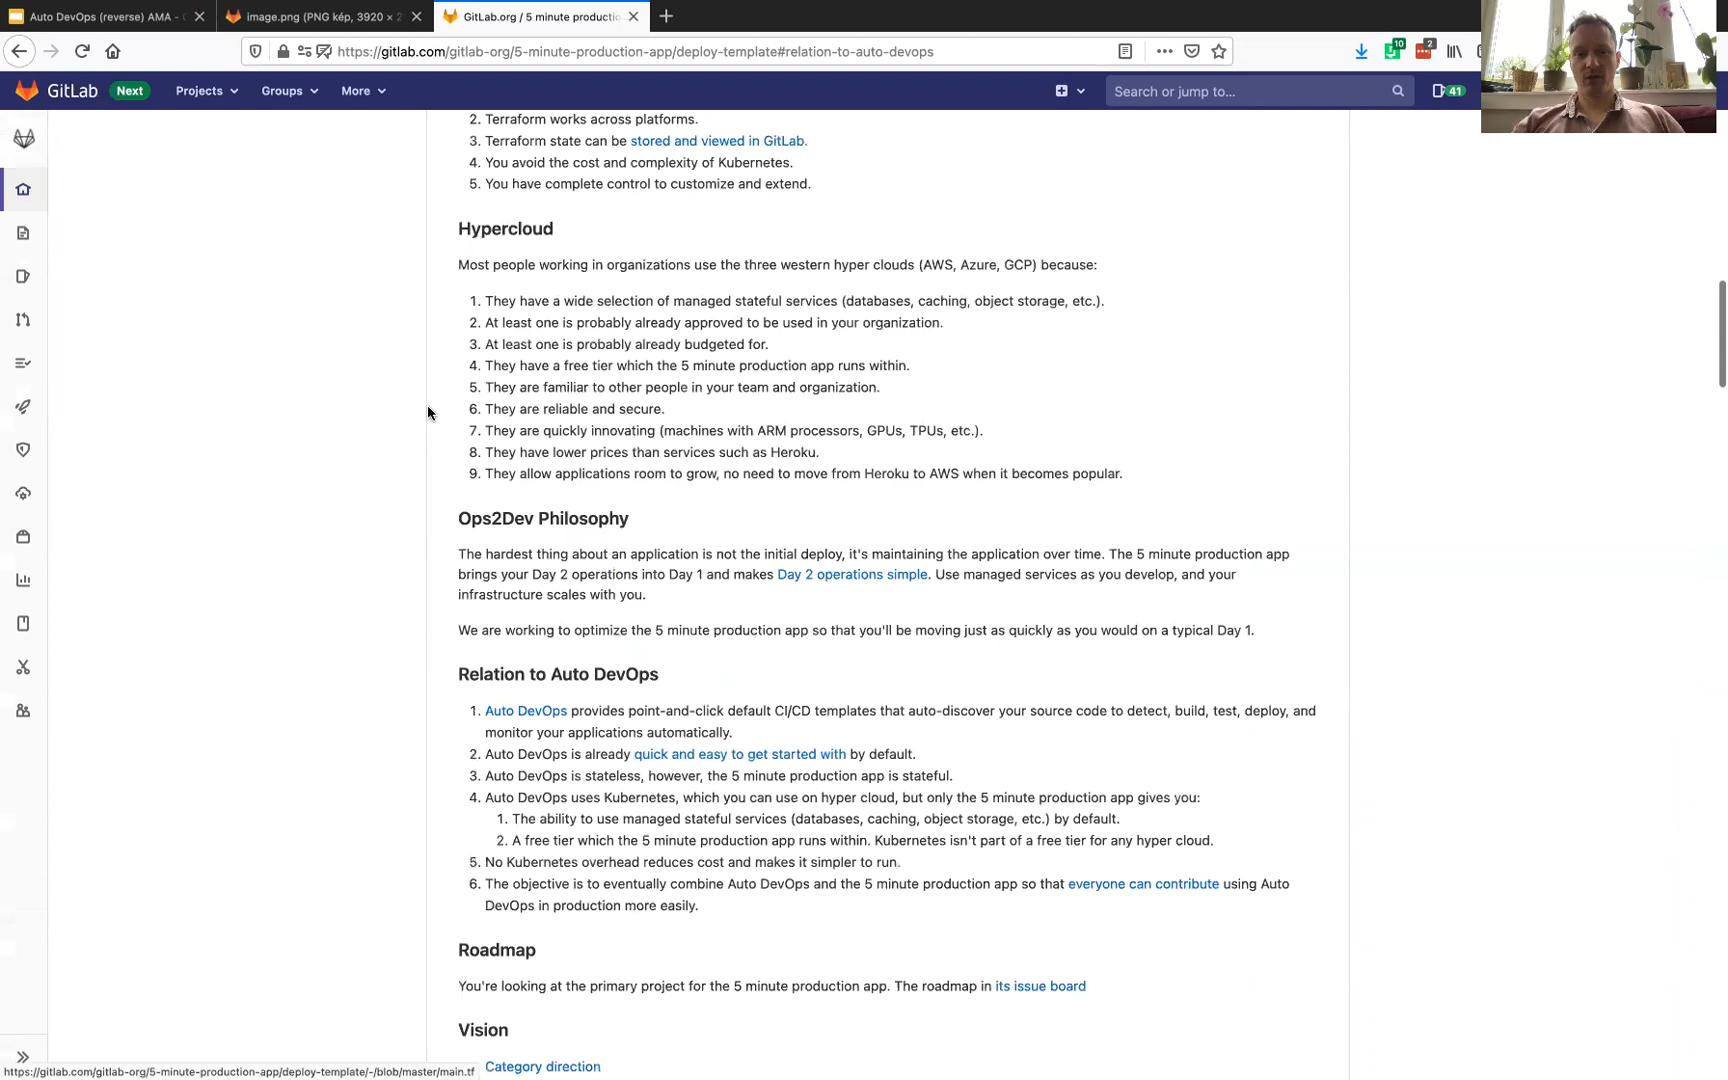 Auto DevOps (reverse) AMA -
image.png (PNG kép, 3920 × 2
GitLab.org / 5 minute productio
https://gitlab.com/gitlab-org/5-minute-production-app/deploy-template#relation-to-auto-devops
10
2
GitLab Next Projects Groups More Search or jump to... 41
2. Terraform works across platforms.
3. Terraform state can be stored and viewed in GitLab.
4. You avoid the cost and complexity of Kubernetes.
5. You have complete control to customize and extend.
Hypercloud
Most people working in organizations use the three western hyper clouds (AWS, Azure, GCP) because:
1. They have a wide selection of managed stateful services (databases, caching, object storage, etc.).
2. At least one is probably already approved to be used in your organization.
3. At least one is probably already budgeted for.
4. They have a free tier which the 5 minute production app runs within.
5. They are familiar to other people in your team and organization.
6. They are reliable and secure.
7. They are quickly innovating (machines with ARM processors, GPUs, TPUs, etc.).
8. They have lower prices than services such as Heroku.
9. They allow applications room to grow, no need to move from Heroku to AWS when it becomes popular.
Ops2Dev Philosophy
The hardest thing about an application is not the initial deploy, it's maintaining the application over time. The 5 minute production app
brings your Day 2 operations into Day 1 and makes Day 2 operations simple. Use managed services as you develop, and your
infrastructure scales with you.
We are working to optimize the 5 minute production app so that you'll be moving just as quickly as you would on a typical Day 1.
Relation to Auto DevOps
1. Auto DevOps provides point-and-click default CI/CD templates that auto-discover your source code to detect, build, test, deploy, and
monitor your applications automatically.
2. Auto DevOps is already quick and easy to get started with by default.
3. Auto DevOps is stateless, however, the 5 minute production app is stateful.
4. Auto DevOps uses Kubernetes, which you can use on hyper cloud, but only the 5 minute production app gives you:
1. The ability to use managed stateful services (databases, caching, object storage, etc.) by default.
2. A free tier which the 5 minute production app runs within. Kubernetes isn't part of a free tier for any hyper cloud.
5. No Kubernetes overhead reduces cost and makes it simpler to run.
6. The objective is to eventually combine Auto DevOps and the 5 minute production app so that everyone can contribute using Auto
DevOps in production more easily.
Roadmap
You're looking at the primary project for the 5 minute production app. The roadmap in its issue board
Vision
Category direction
https://gitlab.com/gitlab-org/5-minute-production-app/deploy-template/-/blob/master/main.tf